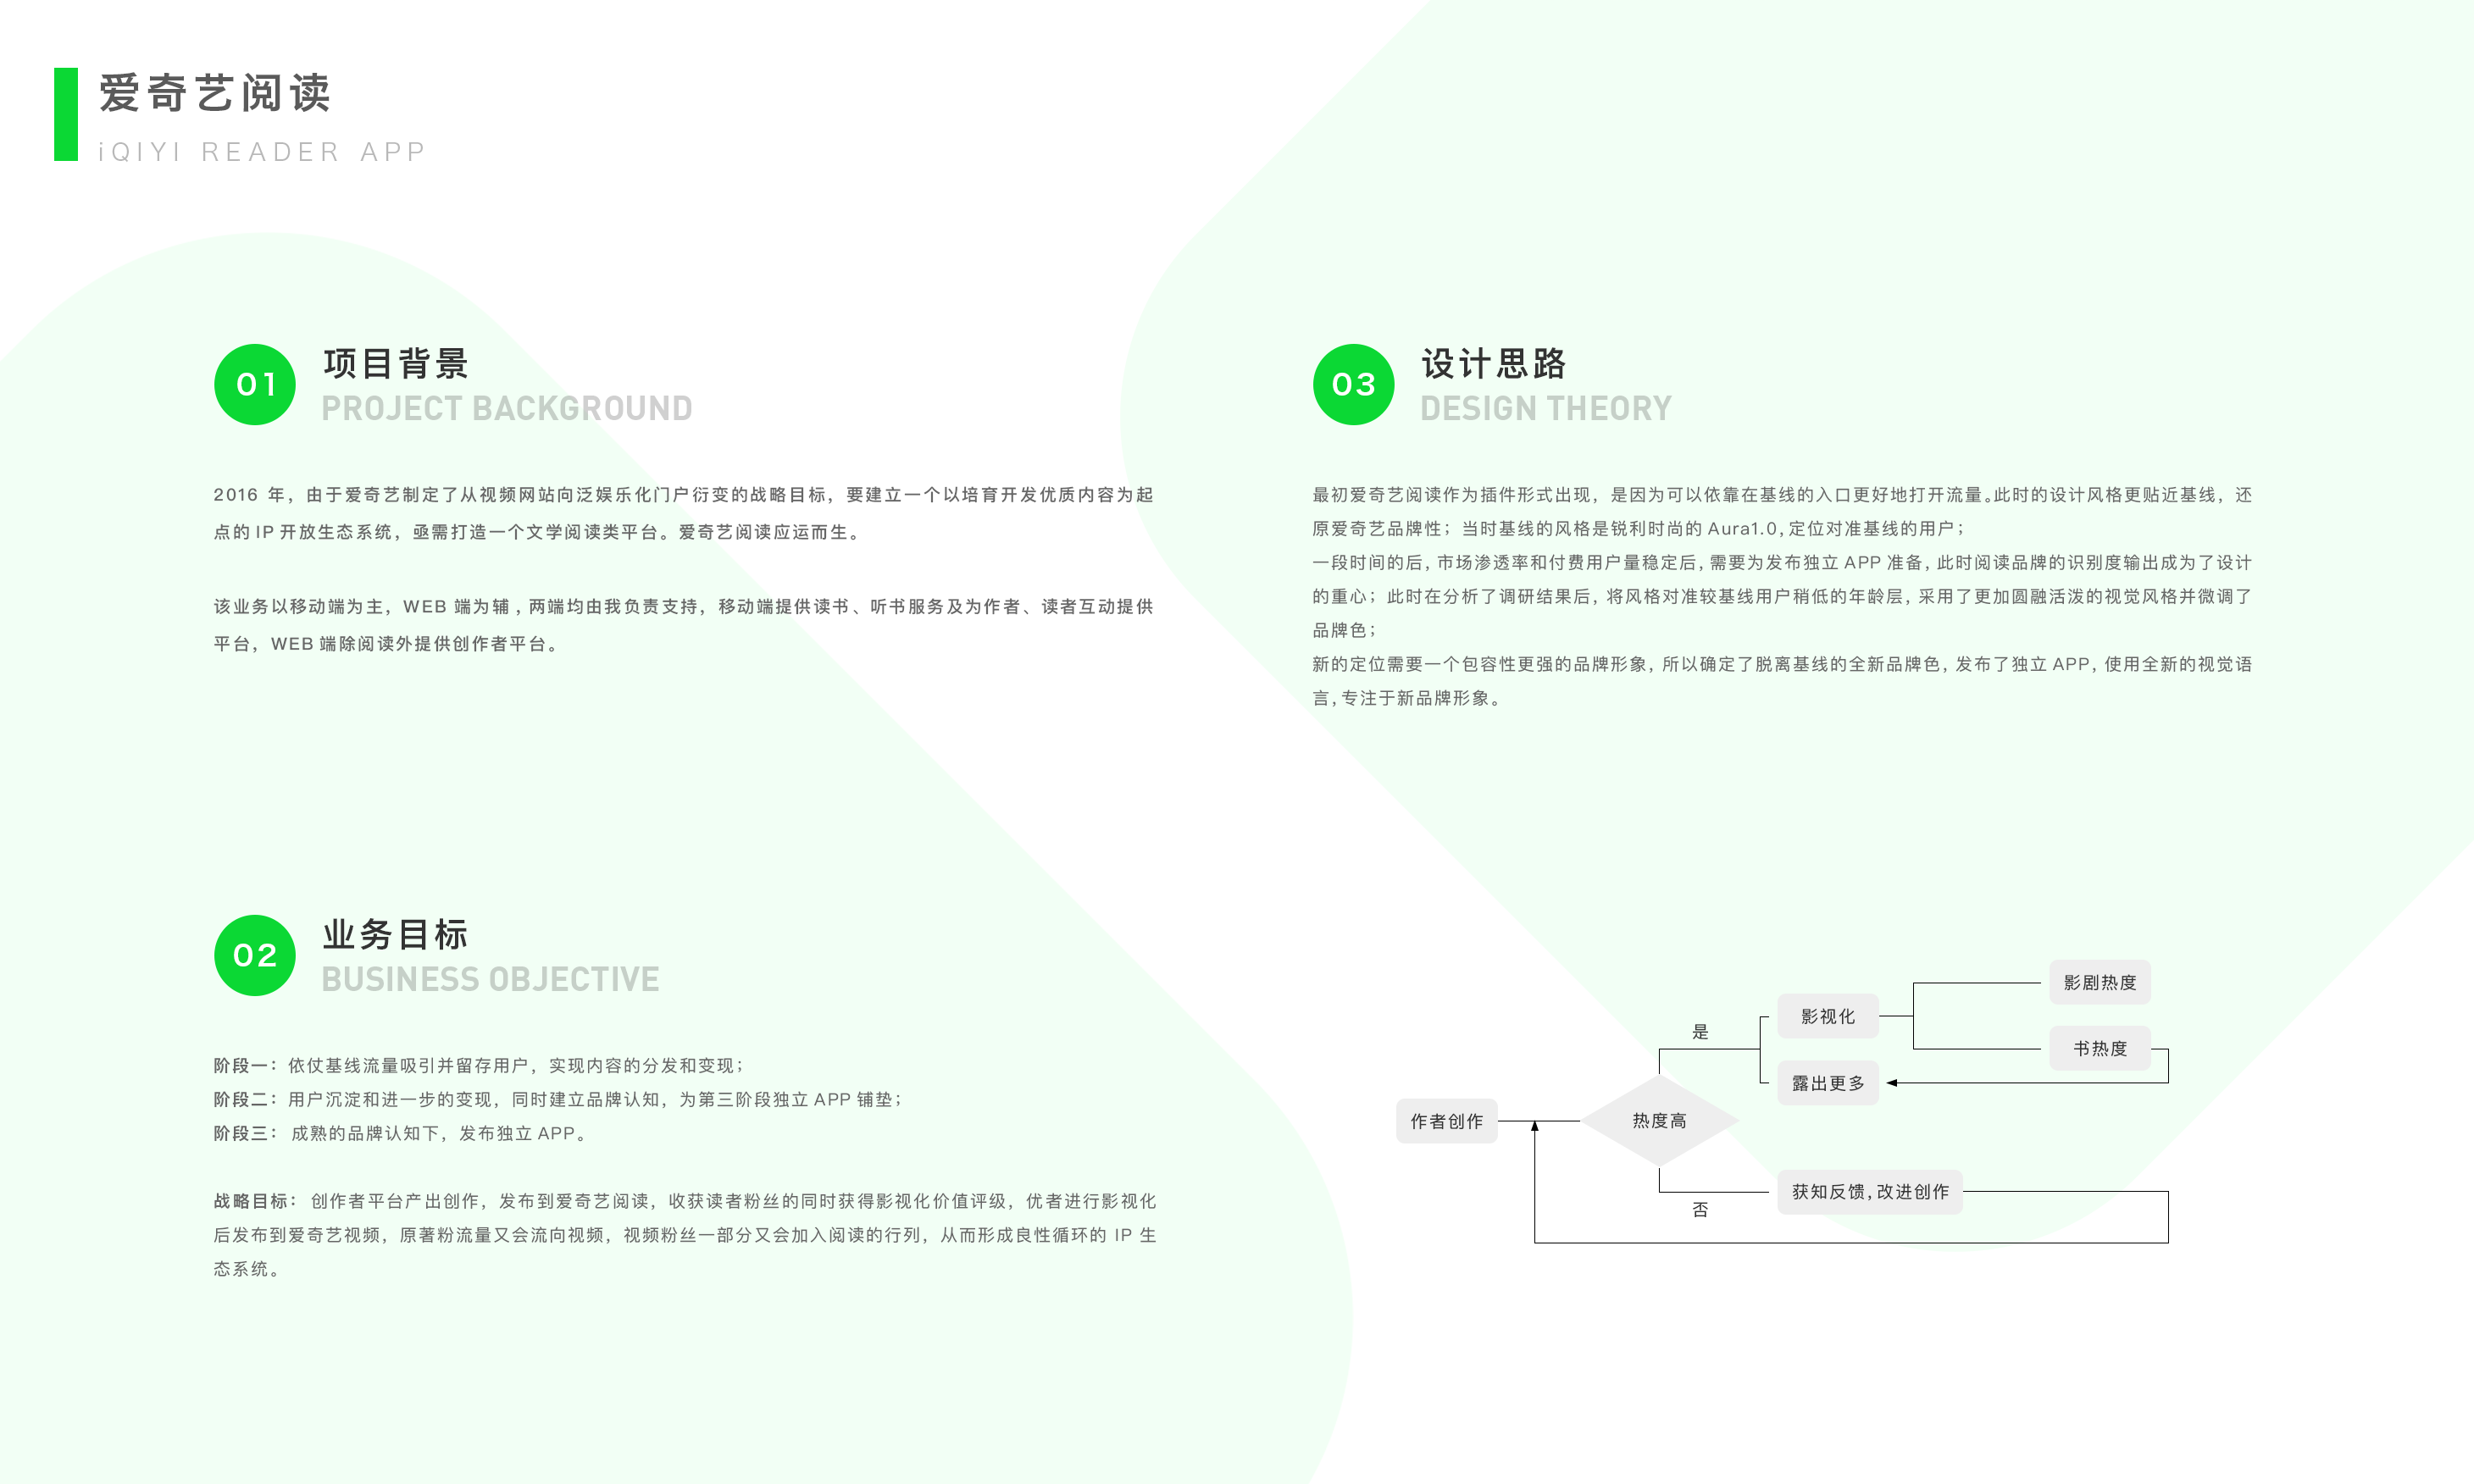 爱奇艺阅读
iQIYI READER APP
01
项目背景
PROJECT BACKGROUND
2016 年，由于爱奇艺制定了从视频网站向泛娱乐化门户衍变的战略目标，要建立一个以培育开发优质内容为起
点的 IP 开放生态系统，亟需打造一个文学阅读类平台。爱奇艺阅读应运而生。
该业务以移动端为主，WEB 端为辅，两端均由我负责支持，移动端提供读书、听书服务及为作者、读者互动提供
平台，WEB 端除阅读外提供创作者平台。
02
业务目标
BUSINESS OBJECTIVE
阶段一：依仗基线流量吸引并留存用户，实现内容的分发和变现；
阶段二：用户沉淀和进一步的变现，同时建立品牌认知，为第三阶段独立 APP 铺垫；
阶段三： 成熟的品牌认知下，发布独立 APP。
战略目标： 创作者平台产出创作，发布到爱奇艺阅读，收获读者粉丝的同时获得影视化价值评级，优者进行影视化
后发布到爱奇艺视频，原著粉流量又会流向视频，视频粉丝一部分又会加入阅读的行列，从而形成良性循环的 IP 生
态系统。
03
设计思路
DESIGN THEORY
最初爱奇艺阅读作为插件形式出现，是因为可以依靠在基线的入口更好地打开流量。此时的设计风格更贴近基线，还
原爱奇艺品牌性；当时基线的风格是锐利时尚的 Aura1.0,定位对准基线的用户；
一段时间的后，市场渗透率和付费用户量稳定后，需要为发布独立 APP 准备，此时阅读品牌的识别度输出成为了设计
的重心；此时在分析了调研结果后，将风格对准较基线用户稍低的年龄层，采用了更加圆融活泼的视觉风格并微调了
品牌色；
新的定位需要一个包容性更强的品牌形象，所以确定了脱离基线的全新品牌色，发布了独立 APP，使用全新的视觉语
言，专注于新品牌形象。
影剧热度
影视化
是
书热度
露出更多
作者创作
热度高
获知反馈，改进创作
否